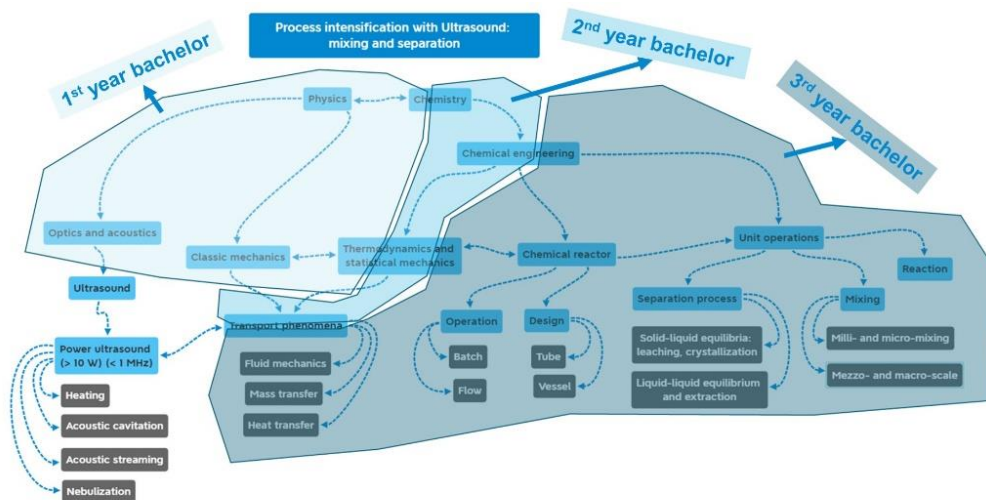 Process intensification with Ultrasound:
mixing and separation
1st year bachelor
2nd year bachelor
3rd year bachelor
Physics
Chemistry
Chemical engineering
Optics and acoustics
Classic mechanics
Thermodynamics and
statistical mechanics
Chemical reactor
Unit operations
Reaction
Ultrasound
Separation process
Mixing
Transport phenomena
Operation
Design
Power ultrasound
(> 10 W) (< 1 MHz)
Fluid mechanics
Mass transfer
Heat transfer
Batch
Flow
Tube
Vessel
Solid-liquid equilibria:
leaching, crystallization
Liquid-liquid equilibrium
and extraction
Milli- and micro-mixing
Mezzo- and macro-scale
Heating
Acoustic cavitation
Acoustic streaming
Nebulization